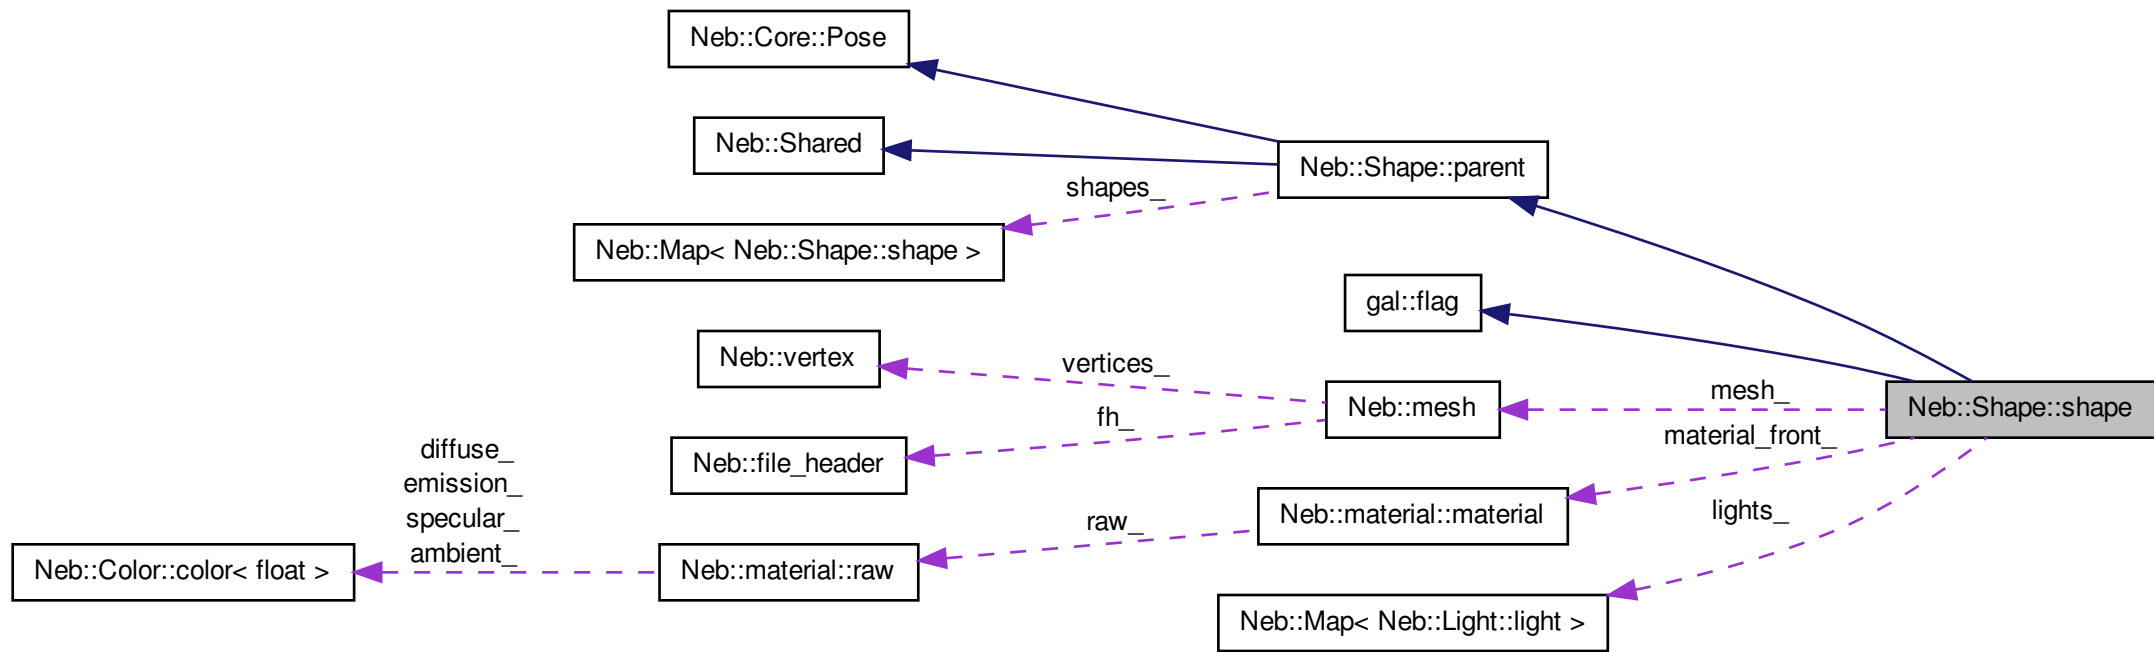 Neb::Core::Pose
Neb::Shared
Neb::Shape::parent
shapes_
Neb::Map< Neb::Shape::shape >
gal::flag
Neb::vertex
vertices_
mesh_
Neb::mesh
Neb::Shape::shape
fh_
material_front_
Neb::file_header
diffuse_
emission_
specular_
ambient_
Neb::material::material
lights_
raw_
Neb::Color::color< float >
Neb::material::raw
Neb::Map< Neb::Light::light >